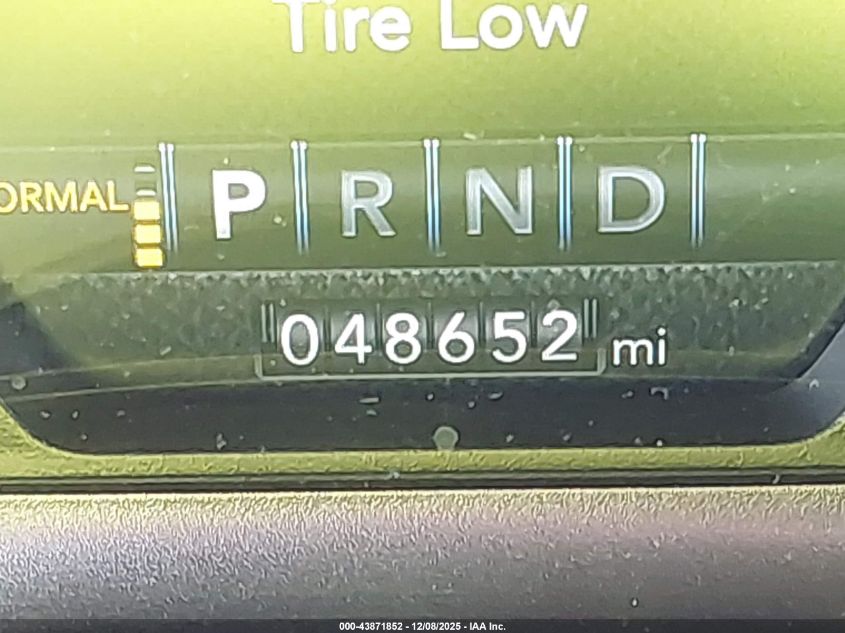 Tire Low
ORMAL P R N D
048652 mi
000-43871852 - 12/08/2025 - IAA Inc.